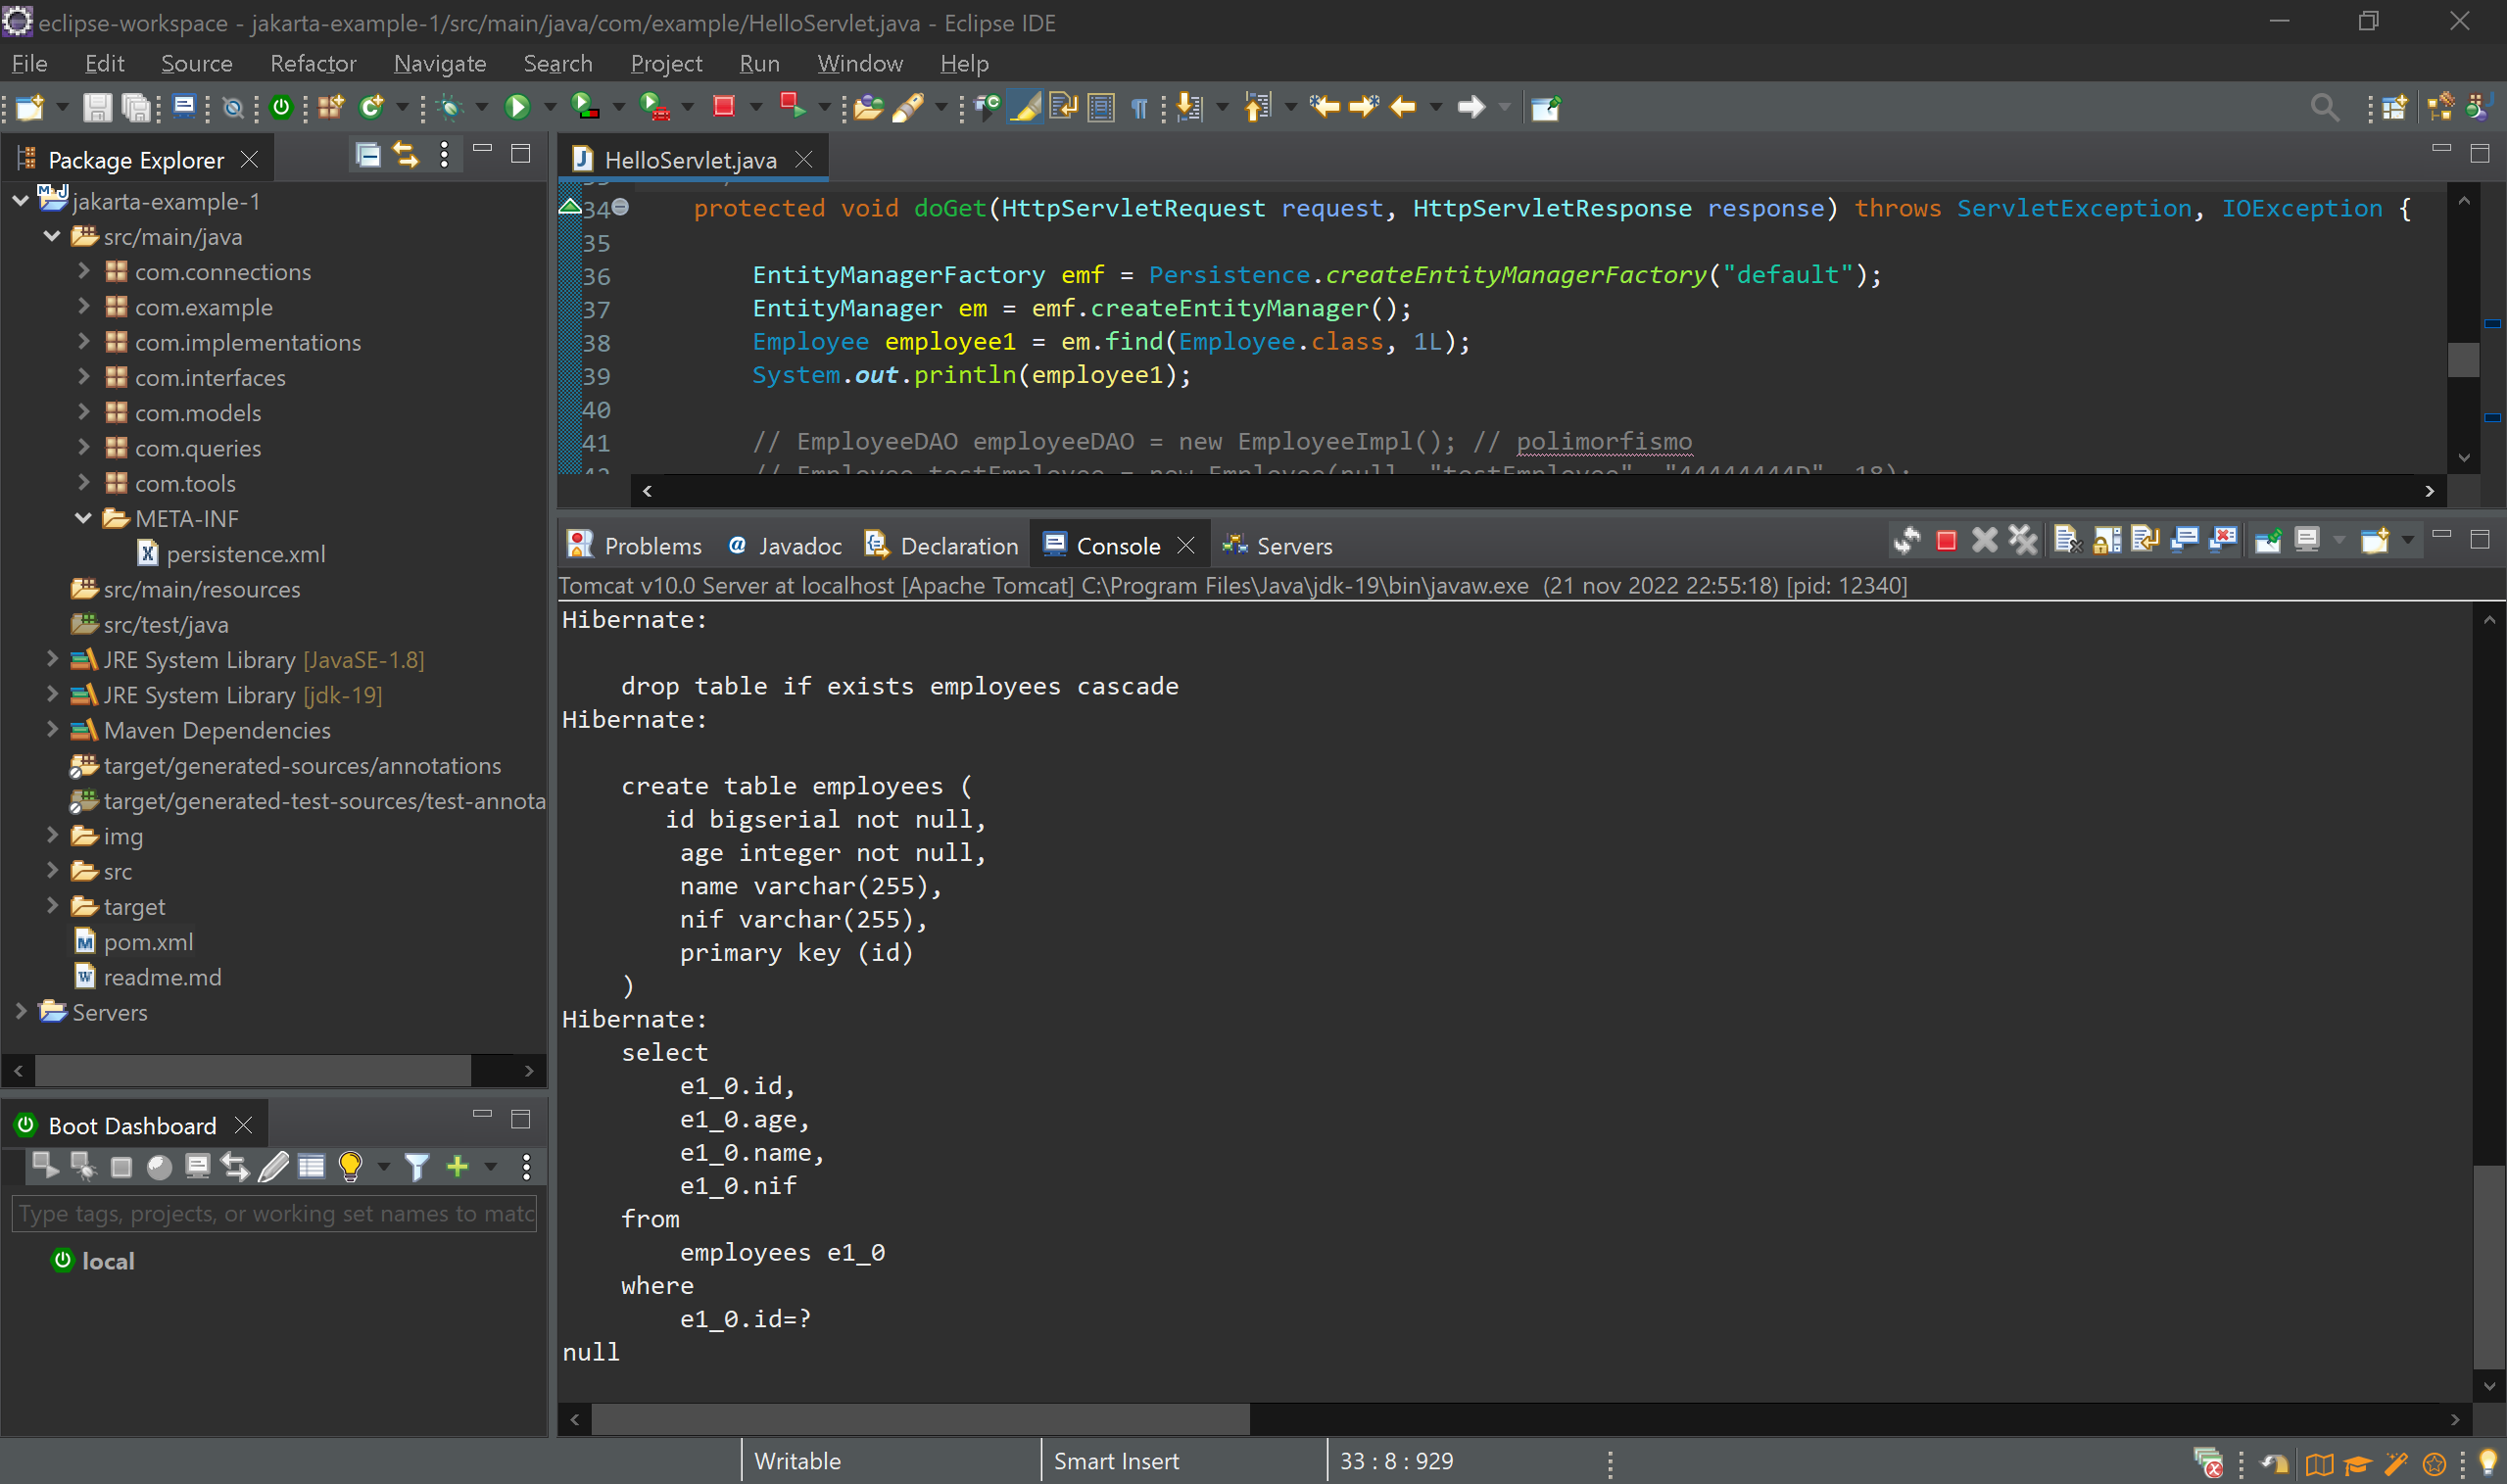 eclipse-workspace - jakarta-example-1/src/main/java/com/example/HelloServlet.java - Eclipse IDE
File Edit Source Refactor Navigate Search Project Run Window Help
Package Explorer
jakarta-example-1
src/main/java
com.connections
com.example
com.implementations
com.interfaces
com.models
com.queries
com.tools
META-INF
persistence.xml
src/main/resources
src/test/java
JRE System Library [JavaSE-1.8]
JRE System Library [jdk-19]
Maven Dependencies
target/generated-sources/annotations
target/generated-test-sources/test-annota
img
src
target
pom.xml
readme.md
Servers
Boot Dashboard
Type tags, projects, or working set names to matc
local
HelloServlet.java
34 protected void doGet(HttpServletRequest request, HttpServletResponse response) throws ServletException, IOException {
35
36 EntityManagerFactory emf = Persistence.createEntityManagerFactory("default");
37 EntityManager em = emf.createEntityManager();
38 Employee employee1 = em.find(Employee.class, 1L);
39 System.out.println(employee1);
40
41 // EmployeeDAO employeeDAO = new EmployeeImpl(); // polimorfismo
42 // Employee testEmployee = new Employee(null, "testEmployee", "44444444D", 18);
Problems Javadoc Declaration Console Servers
Tomcat v10.0 Server at localhost [Apache Tomcat] C:\Program Files\Java\jdk-19\bin\javaw.exe (21 nov 2022 22:55:18) [pid: 12340]
Hibernate:
drop table if exists employees cascade
Hibernate:
create table employees (
id bigserial not null,
age integer not null,
name varchar(255),
nif varchar(255),
primary key (id)
)
Hibernate:
select
e1_0.id,
e1_0.age,
e1_0.name,
e1_0.nif
from
employees e1_0
where
e1_0.id=?
null
Writable Smart Insert 33 : 8 : 929